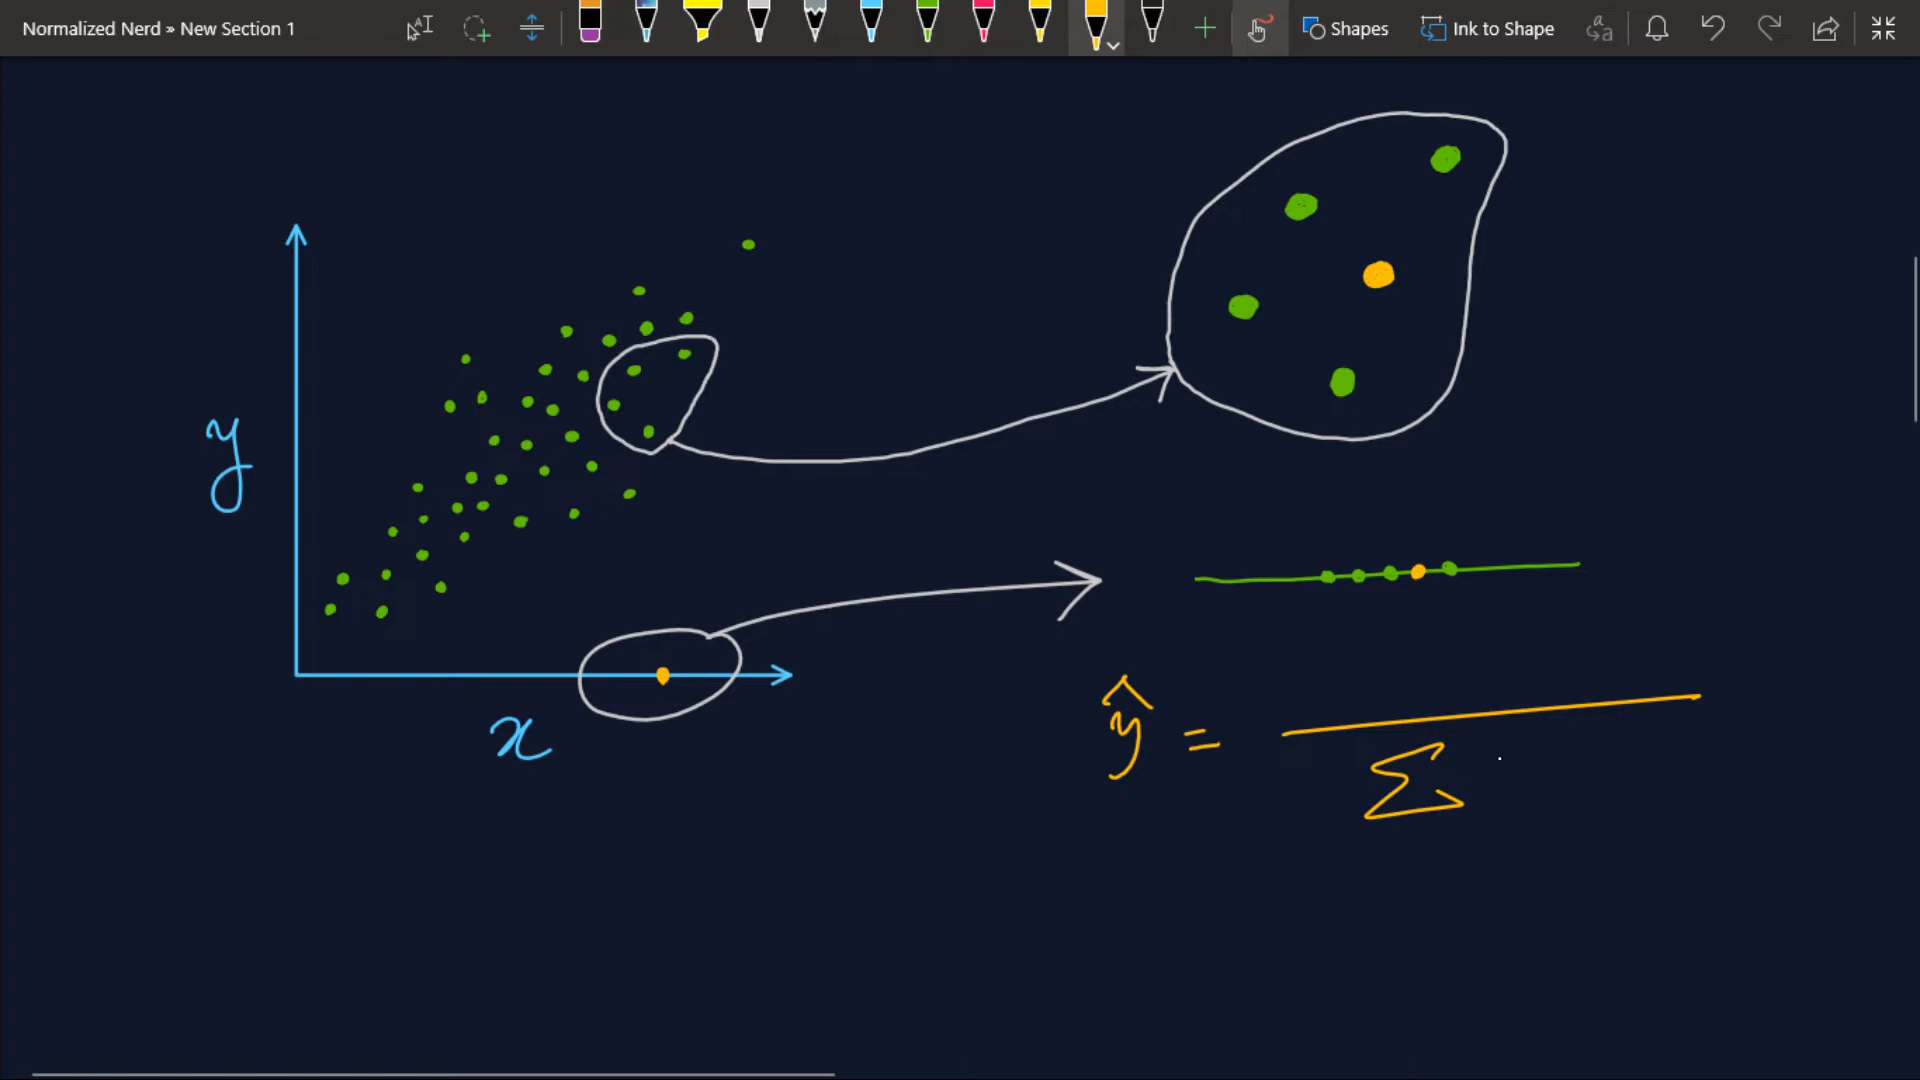 Normalized Nerd » New Section 1
Shapes
Ink to Shape
y
x
ŷ = 
Σ